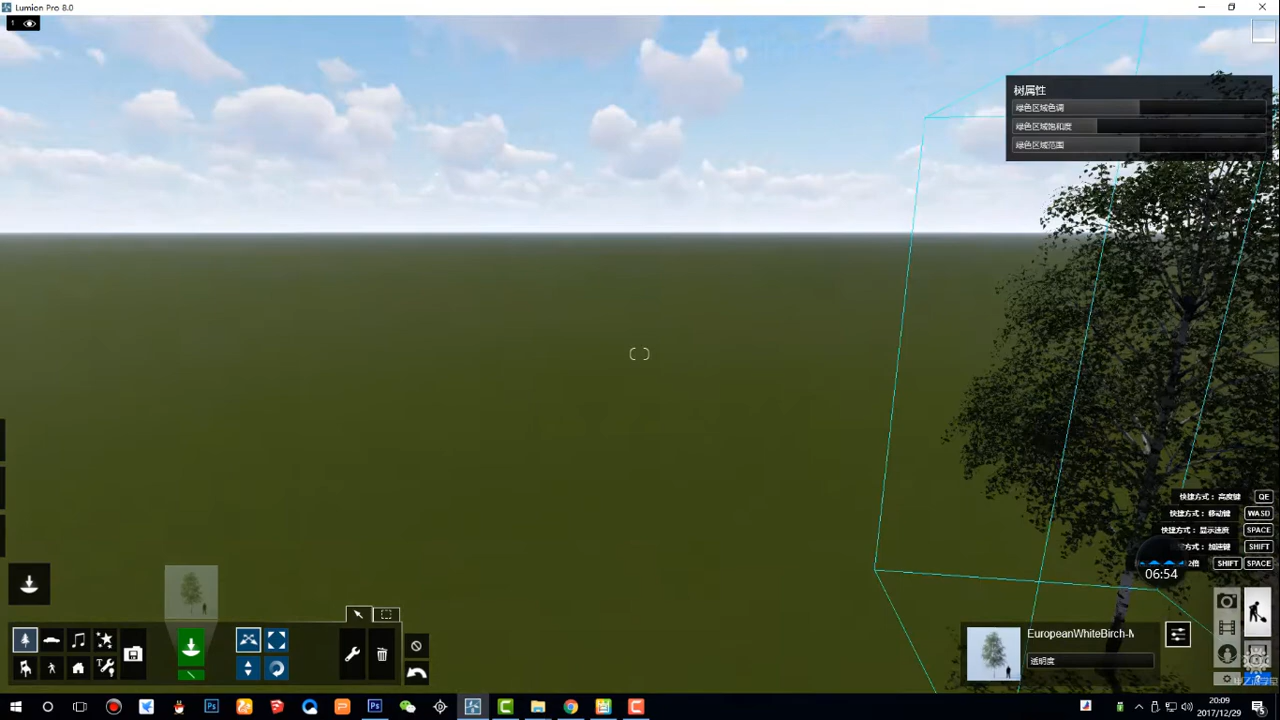 Lumion Pro 8.0
1
树属性
绿色区域色调
绿色区域饱和度
绿色区域范围
快捷方式：高度键 QE
快捷方式：移动键 WASD
快捷方式：显示速度 SPACE
方式：加速键 SHIFT
2倍 SHIFT SPACE
06:54
EuropeanWhiteBirch-M
透明度
20:09
2017/12/29